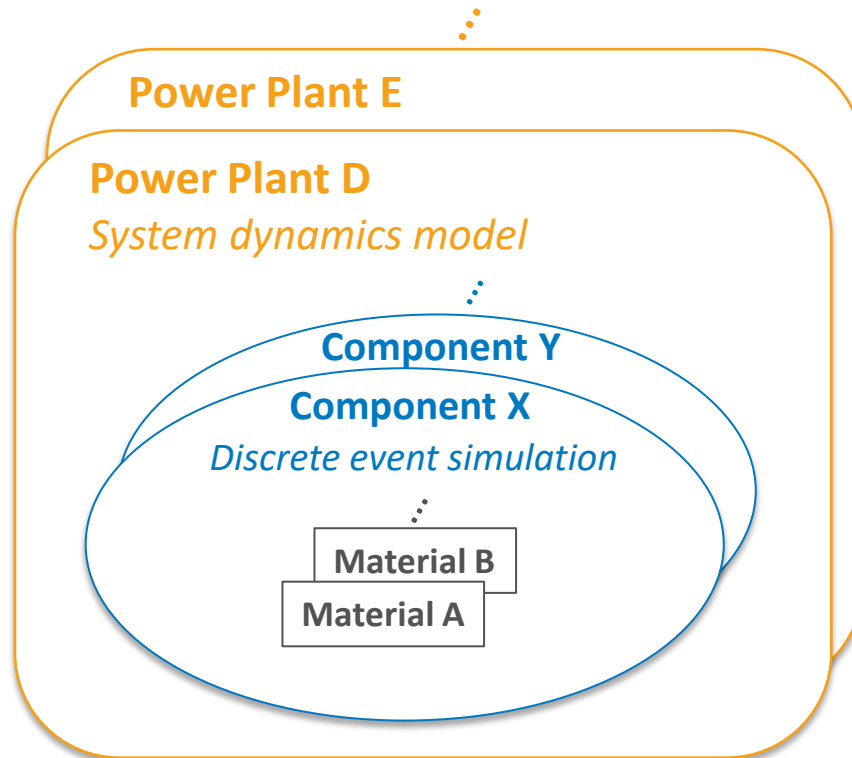 Power Plant E
Power Plant D
System dynamics model
Component Y
Component X
Discrete event simulation
Material B
Material A